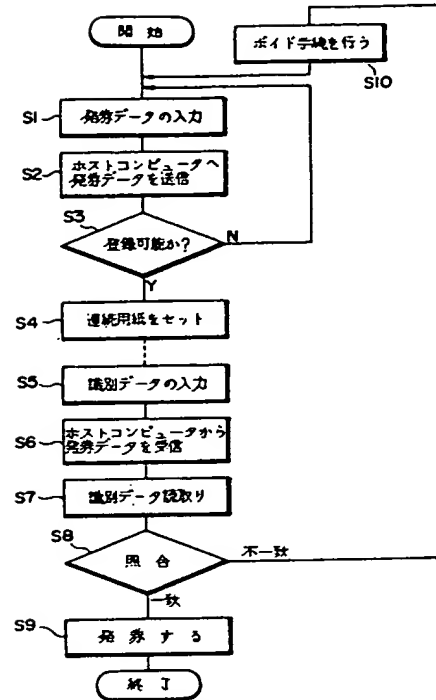 開始
ボイド手続を行う
S10
S1
発券データの入力
S2
ホストコンピュータへ
発券データを送信
S3
登録可能か?
N
Y
S4
連続用紙をセット
S5
識別データの入力
S6
ホストコンピュータから
発券データを受信
S7
識別データ読取り
S8
照合
不一致
一致
S9
発券する
終了